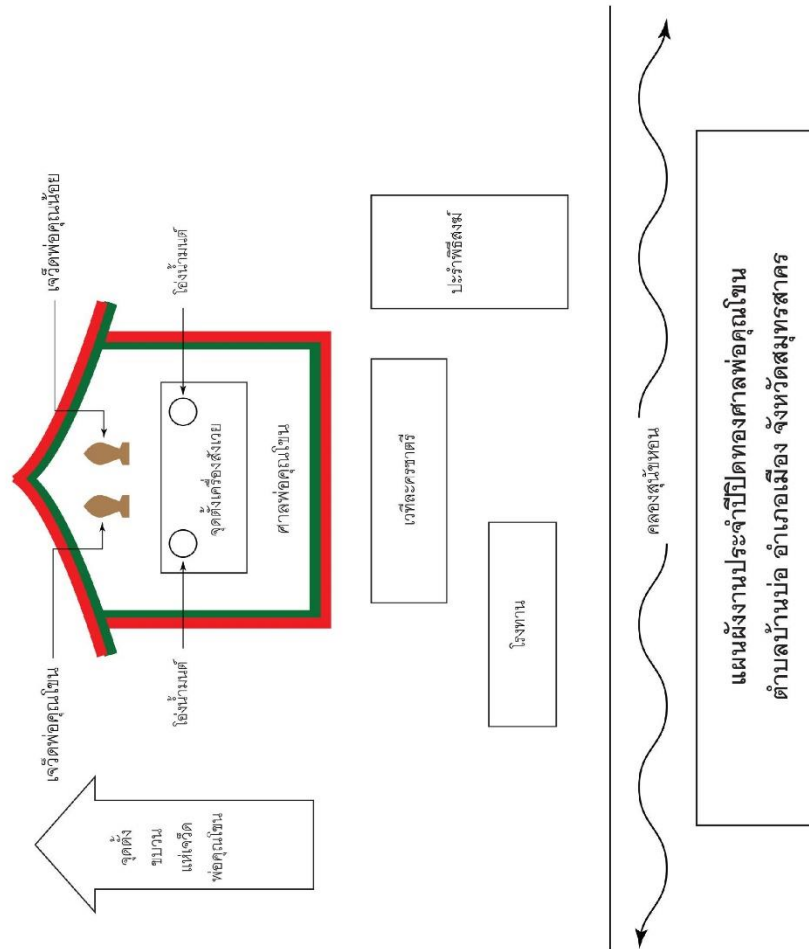 เจว็ดพ่อคุณโขน
เจว็ดพ่อคุณน้อย
โอ่งน้ำมนต์
โอ่งน้ำมนต์
จุดตั้งเครื่องสังเวย
ศาลพ่อคุณโขน
จุดตั้ง
ขบวน
แห่เจว็ด
พ่อคุณโขน
เวทีละครชาตรี
ปะรำพิธีสงฆ์
โรงทาน
คลองสุนัขหอน
แผนผังงานประจำปีปิดทองศาลพ่อคุณโขน
ตำบลบ้านบ่อ อำเภอเมือง จังหวัดสมุทรสาคร